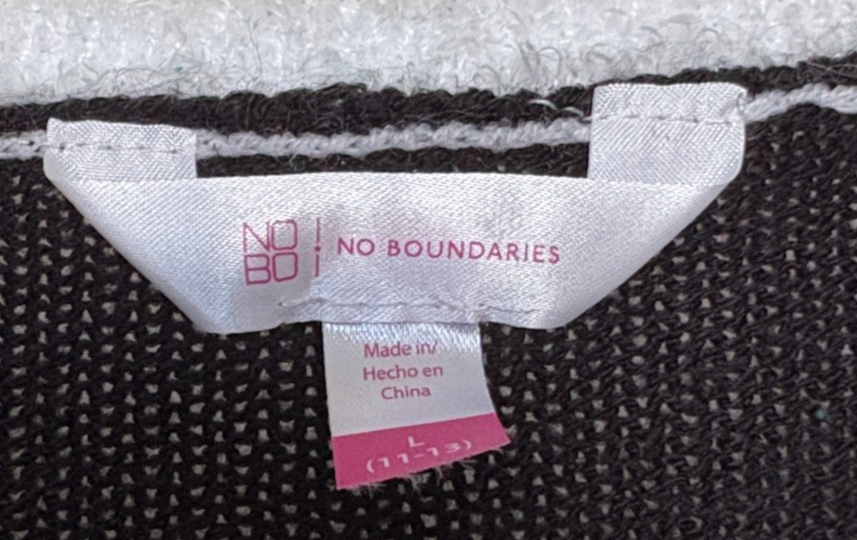 NO
BO
NO BOUNDARIES
Made in/
Hecho en
China
L
(11-13)